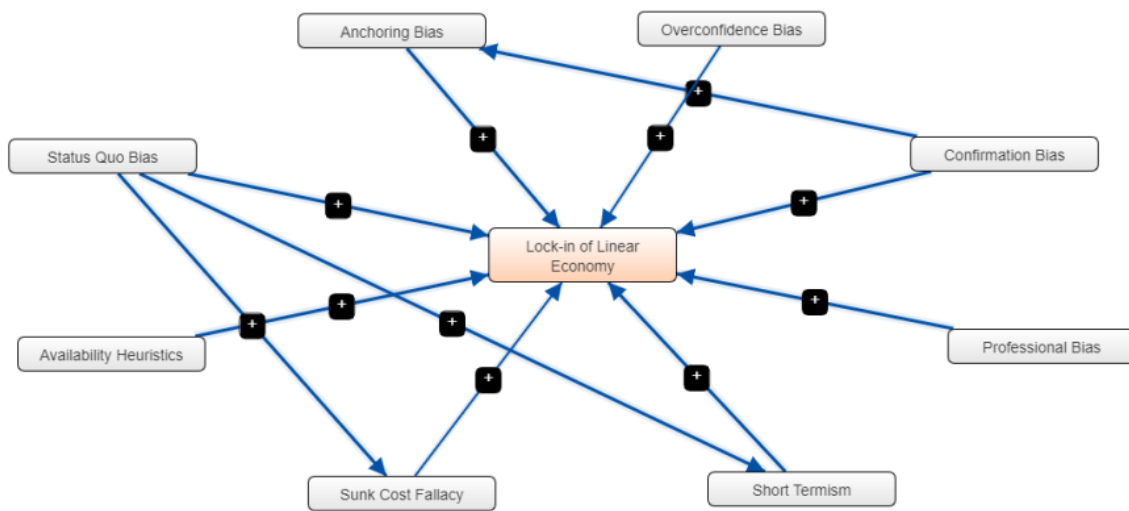 Anchoring Bias
Overconfidence Bias
+
+
+
Status Quo Bias
Confirmation Bias
+
+
Lock-in of Linear
Economy
+
+
+
+
Availability Heuristics
Professional Bias
+
+
Sunk Cost Fallacy
Short Termism